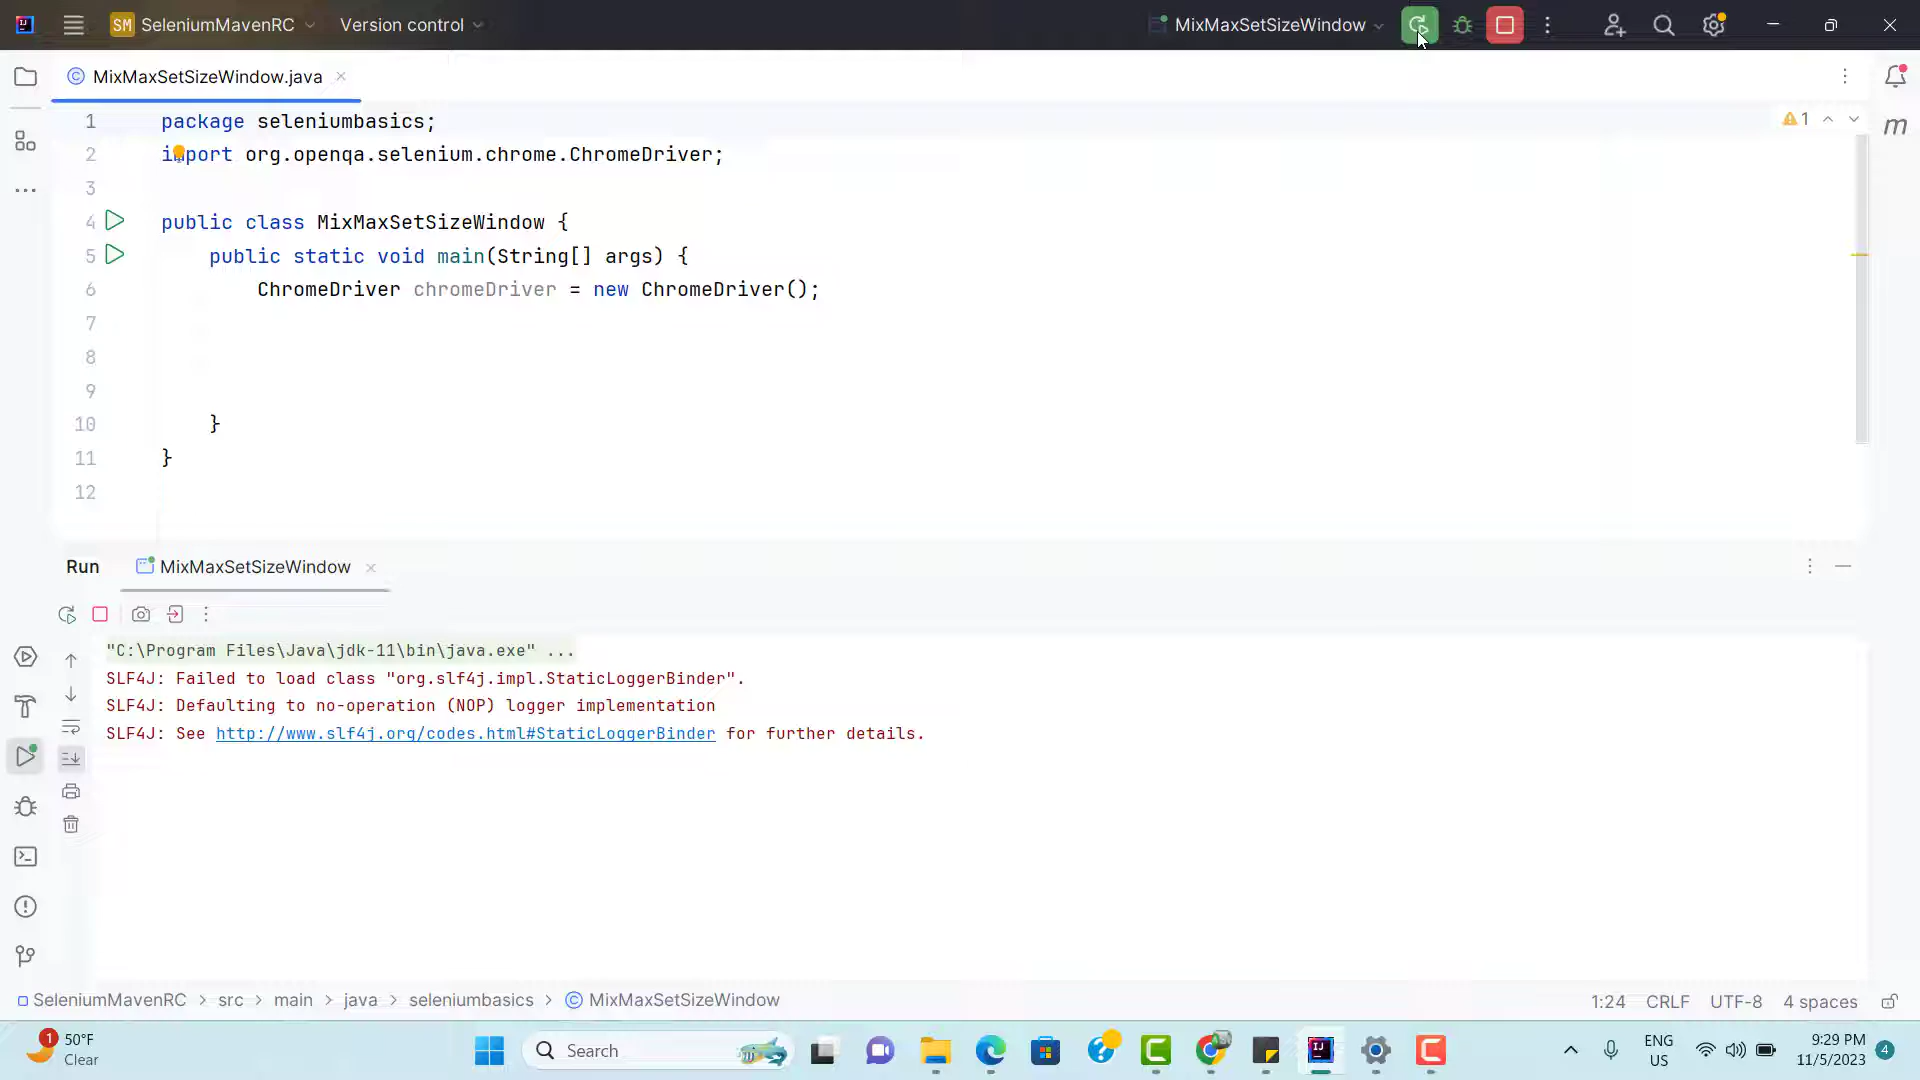 SM SeleniumMavenRC Version control MixMaxSetSizeWindow
MixMaxSetSizeWindow.java
1 package seleniumbasics;
2 import org.openqa.selenium.chrome.ChromeDriver;
3
4 public class MixMaxSetSizeWindow {
5 public static void main(String[] args) {
6 ChromeDriver chromeDriver = new ChromeDriver();
7
8
9
10 }
11 }
12
1
m
Run MixMaxSetSizeWindow
"C:\Program Files\Java\jdk-11\bin\java.exe" ...
SLF4J: Failed to load class "org.slf4j.impl.StaticLoggerBinder".
SLF4J: Defaulting to no-operation (NOP) logger implementation
SLF4J: See http://www.slf4j.org/codes.html#StaticLoggerBinder for further details.
SeleniumMavenRC > src > main > java > seleniumbasics > MixMaxSetSizeWindow
1:24 CRLF UTF-8 4 spaces
1 50°F
Clear
Search
ENG
US
9:29 PM
11/5/2023
4